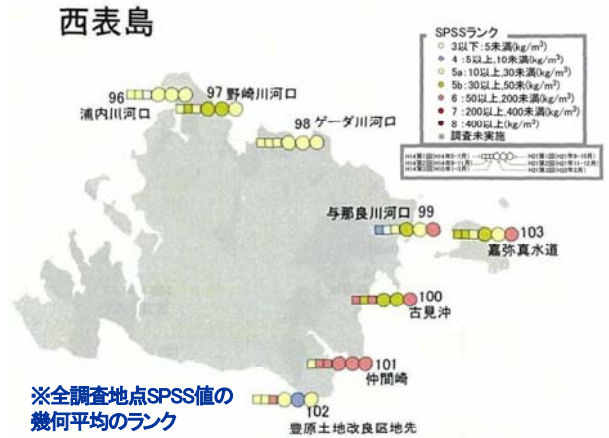 西表島
SPSSランク
3以下:5未満(kg/m³)
4:5以上,10未満(kg/m³)
5a:10以上,30未満(kg/m³)
5b:30以上,50未(kg/m³)
6:50以上,200未満(kg/m³)
7:200以上,400未満(kg/m³)
8:400以上(kg/m³)
調査未実施
96
浦内川河口
97 野崎川河口
98 ゲーダ川河口
与那良川河口 99
103
嘉弥真水道
100
古見沖
101
仲間崎
102
豊原土地改良区地先
※全調査地点SPSS値の
幾何平均のランク